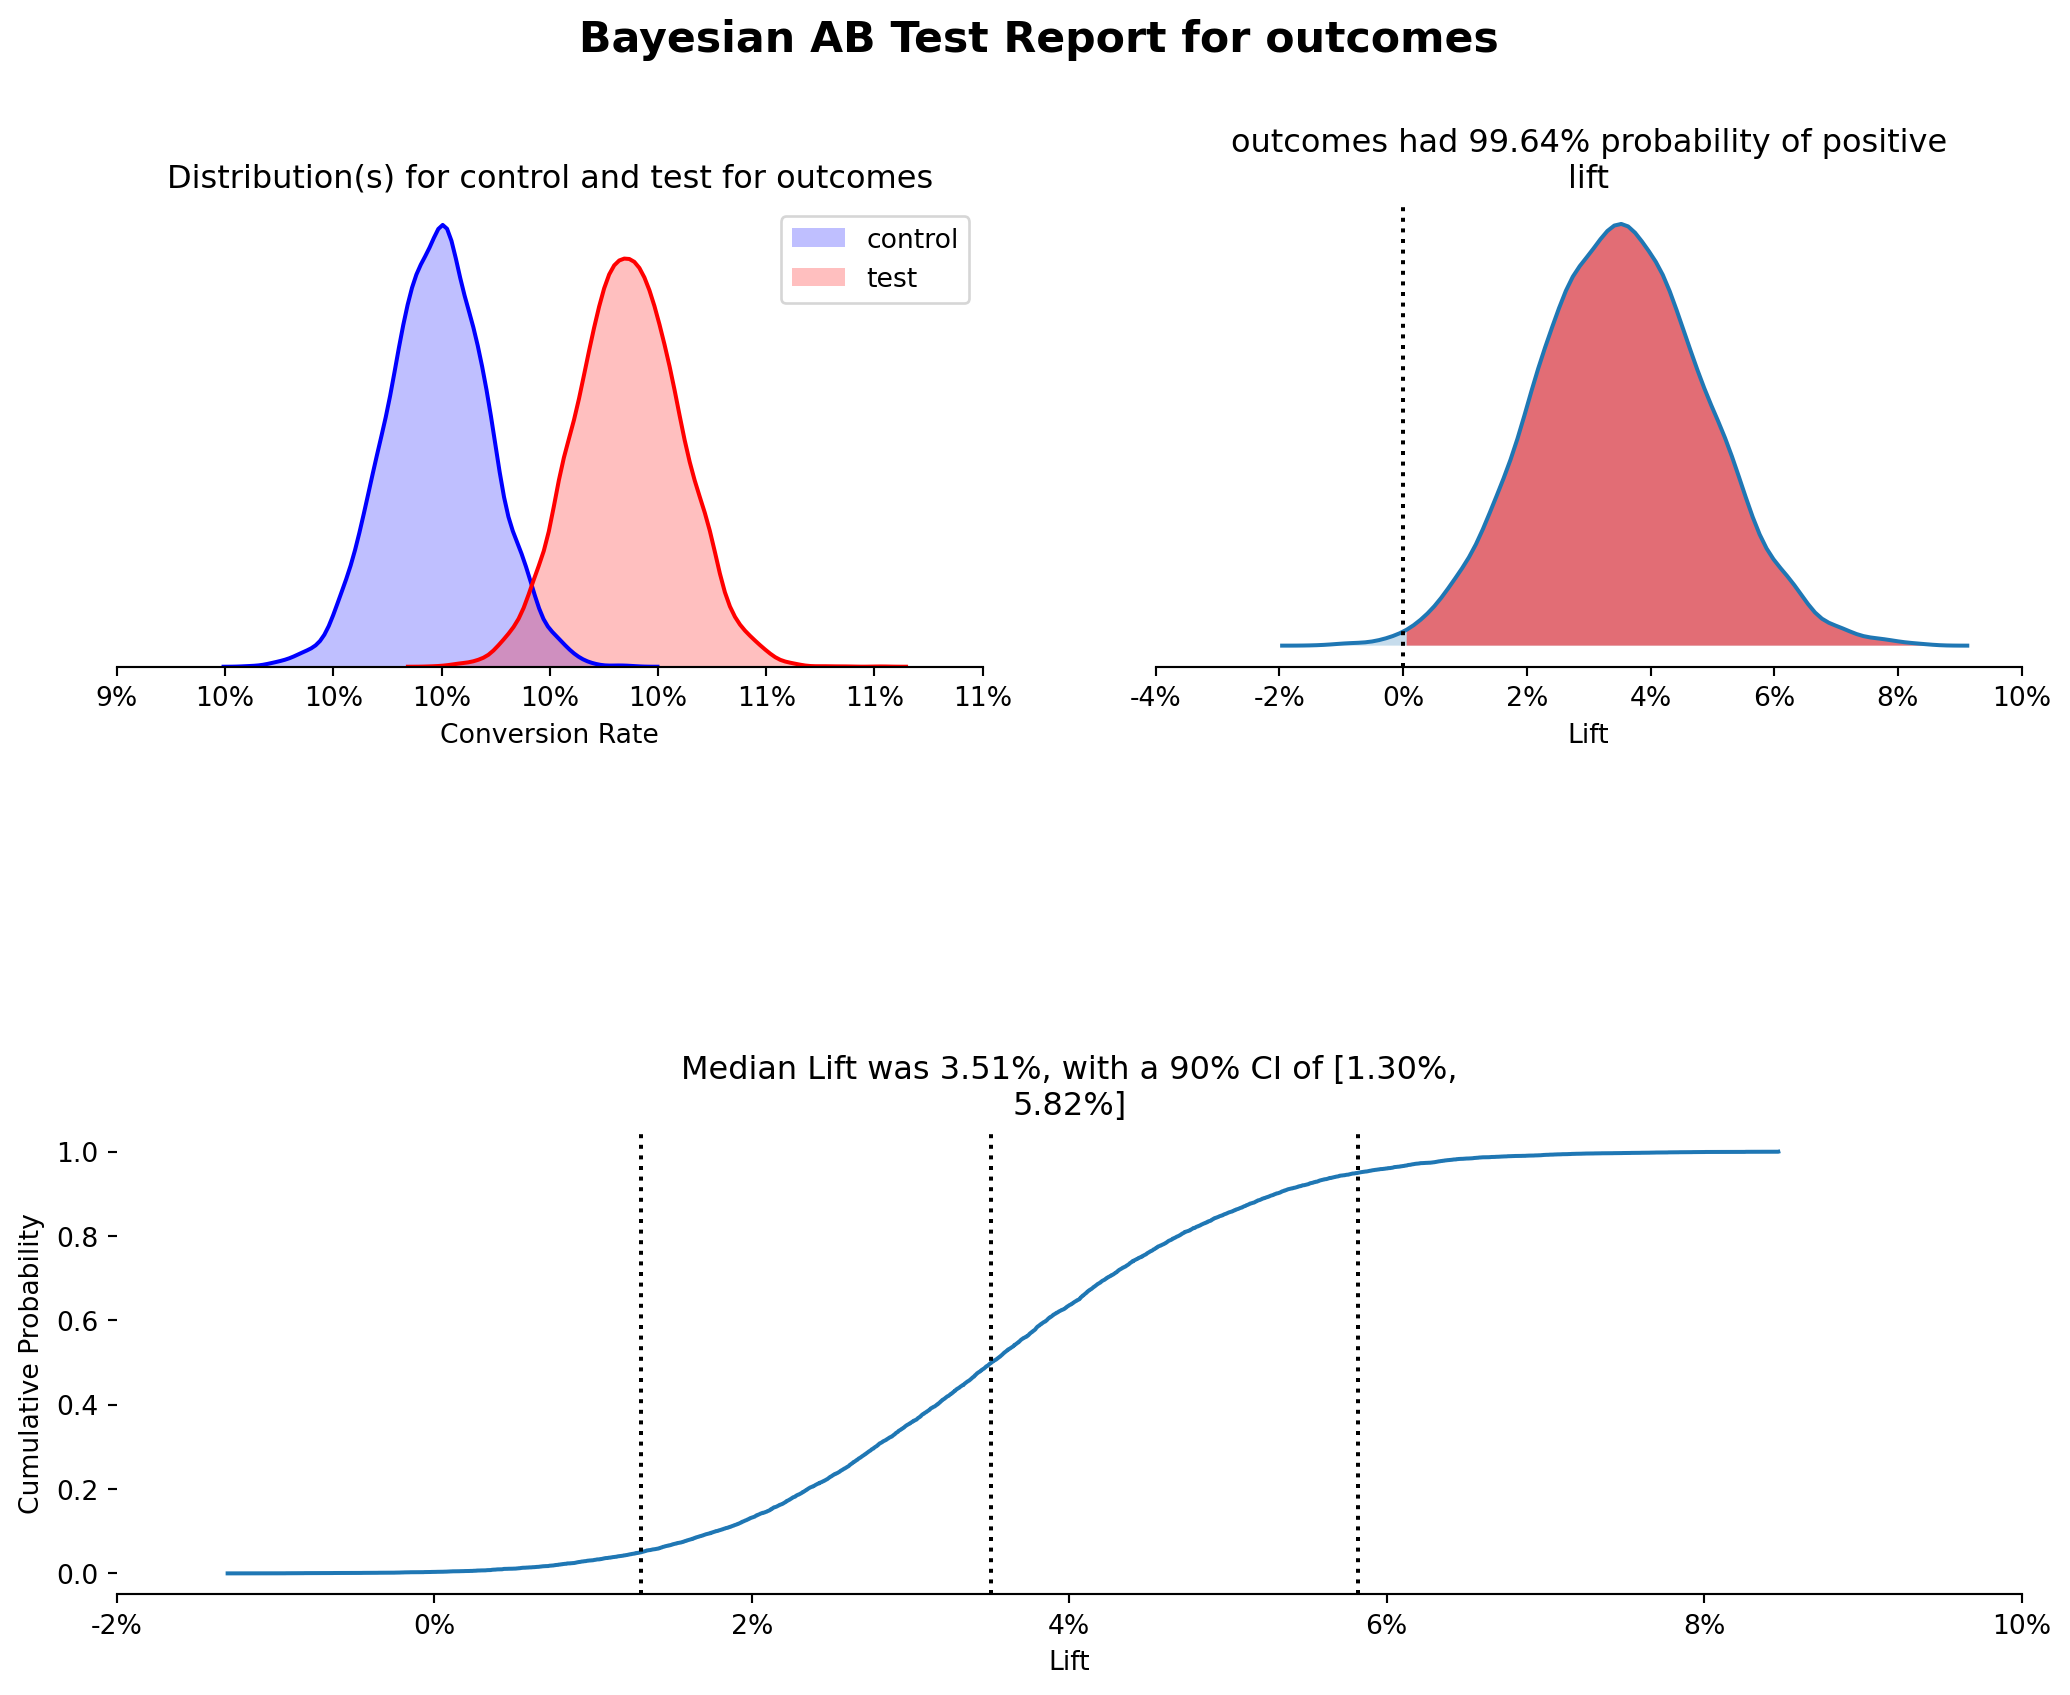 Bayesian AB Test Report for outcomes
Distribution(s) for control and test for outcomes
control
test
9% 10% 10% 10% 10% 10% 11% 11% 11%
Conversion Rate
outcomes had 99.64% probability of positive
lift
-4% -2% 0% 2% 4% 6% 8% 10%
Lift
Median Lift was 3.51%, with a 90% CI of [1.30%,
5.82%]
Cumulative Probability
1.0
0.8
0.6
0.4
0.2
0.0
-2% 0% 2% 4% 6% 8% 10%
Lift